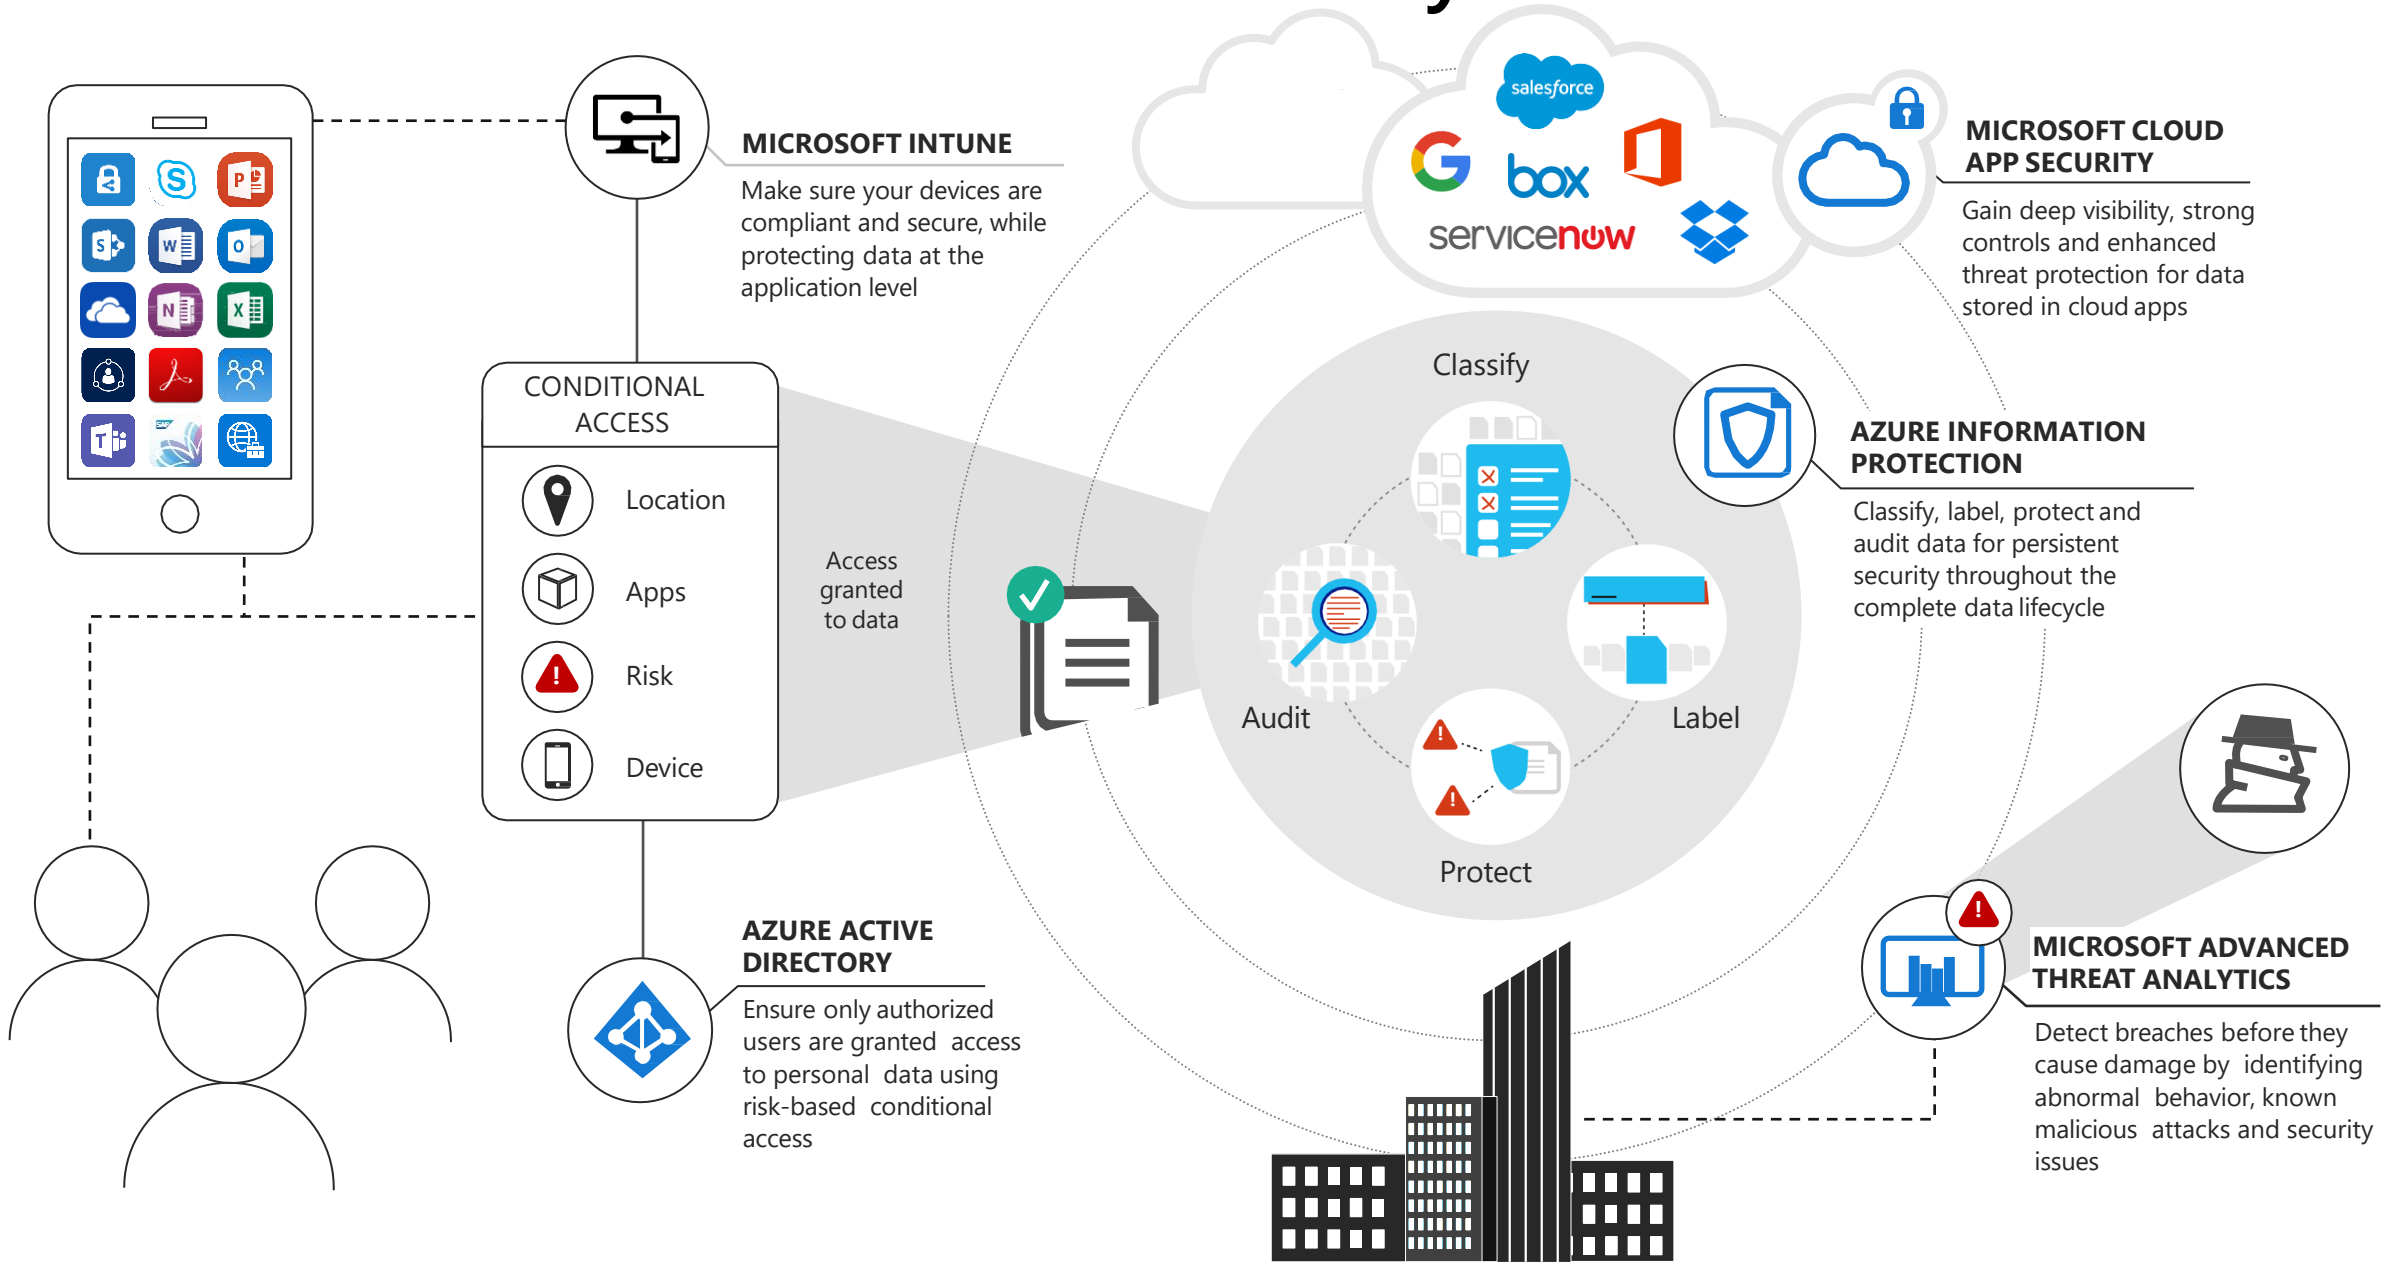 y
MICROSOFT INTUNE
Make sure your devices are
compliant and secure, while
protecting data at the
application level
CONDITIONAL
ACCESS
Location
Apps
Risk
Device
Access
granted
to data
AZURE ACTIVE
DIRECTORY
Ensure only authorized
users are granted access
to personal data using
risk-based conditional
access
salesforce
G
box
servicenow
MICROSOFT CLOUD
APP SECURITY
Gain deep visibility, strong
controls and enhanced
threat protection for data
stored in cloud apps
Classify
Audit
Label
Protect
AZURE INFORMATION
PROTECTION
Classify, label, protect and
audit data for persistent
security throughout the
complete data lifecycle
MICROSOFT ADVANCED
THREAT ANALYTICS
Detect breaches before they
cause damage by identifying
abnormal behavior, known
malicious attacks and security
issues
S
P
S
W
O
N
X
T
SAP